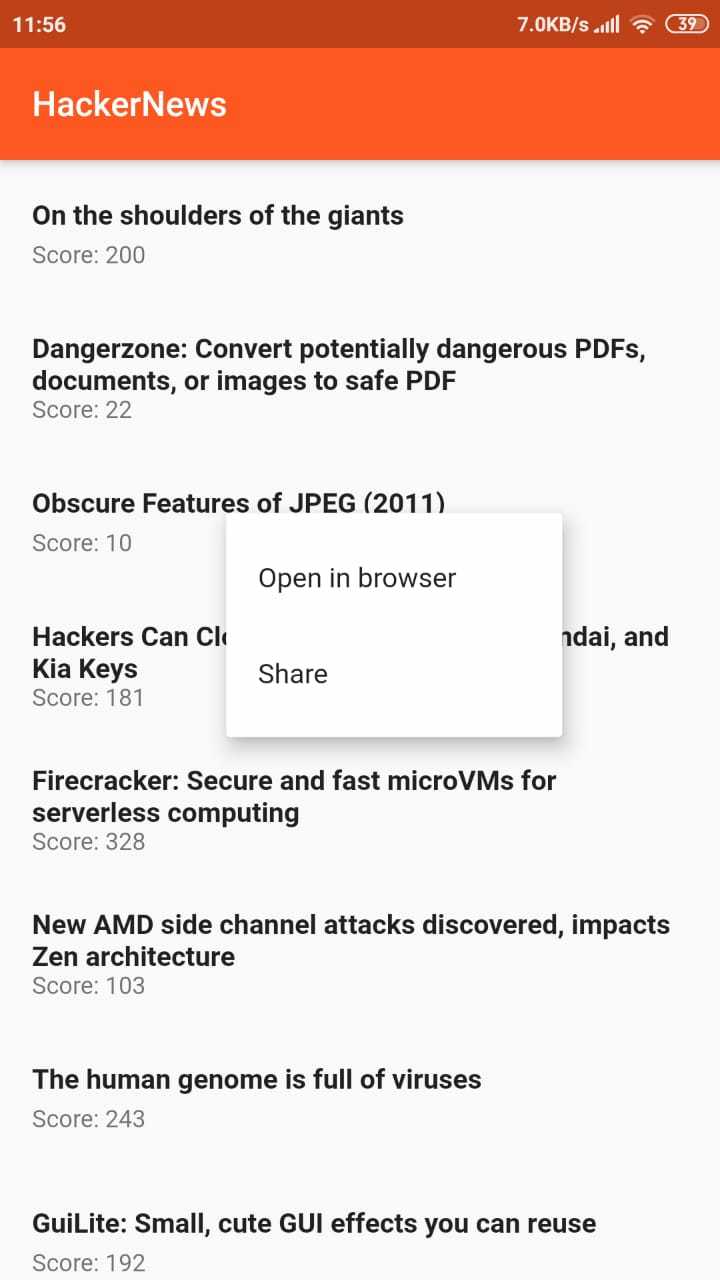 11:56
7.0KB/s
39
HackerNews
On the shoulders of the giants
Score: 200
Dangerzone: Convert potentially dangerous PDFs,
documents, or images to safe PDF
Score: 22
Obscure Features of JPEG (2011)
Score: 10
Open in browser
Hackers Can
ndai, and
Kia Keys
Share
Score: 181
Firecracker: Secure and fast microVMs for
serverless computing
Score: 328
New AMD side channel attacks discovered, impacts
Zen architecture
Score: 103
The human genome is full of viruses
Score: 243
GuiLite: Small, cute GUI effects you can reuse
Score: 192